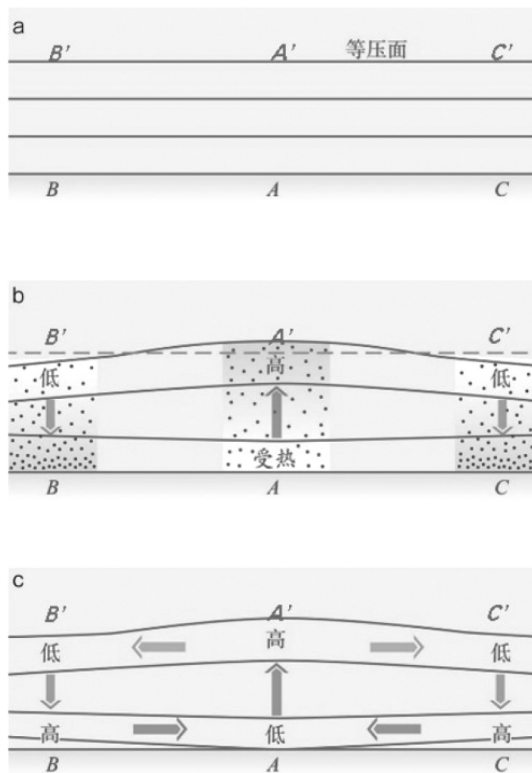 a
B′ A′ 等压面 C′
B A C
b
B′ A′ C′
低 高 低
受热
B A C
c
B′ A′ C′
低 高 低
高 低 高
B A C